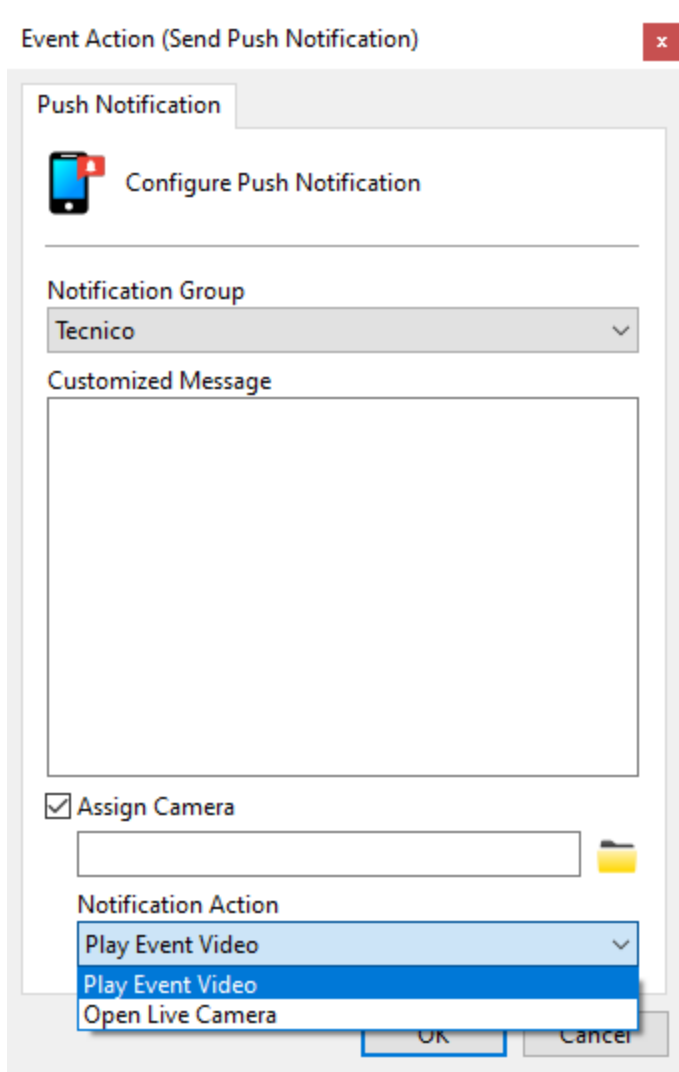 Event Action (Send Push Notification)
x
Push Notification
Configure Push Notification
Notification Group
Tecnico
Customized Message
Assign Camera
Notification Action
Play Event Video
Play Event Video
Open Live Camera
OK
Cancel